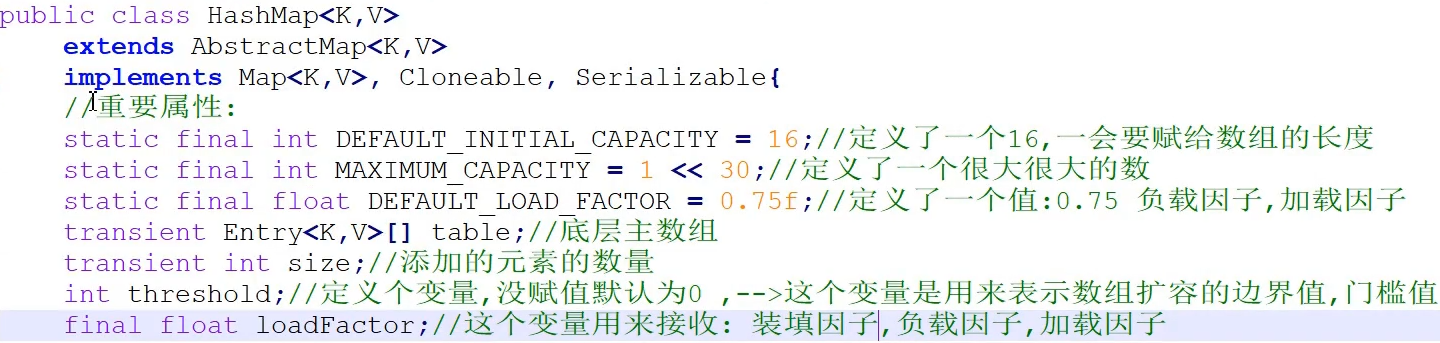 public class HashMap<K,V>
extends AbstractMap<K,V>
implements Map<K,V>, Cloneable, Serializable{
//重要属性:
static final int DEFAULT_INITIAL_CAPACITY = 16;//定义了一个16,一会要赋给数组的长度
static final int MAXIMUM_CAPACITY = 1 << 30;//定义了一个很大很大的数
static final float DEFAULT_LOAD_FACTOR = 0.75f;//定义了一个值:0.75 负载因子,加载因子
transient Entry<K,V>[] table;//底层主数组
transient int size;//添加的元素的数量
int threshold;//定义个变量,没赋值默认为0 ,-->这个变量是用来表示数组扩容的边界值,门槛值
final float loadFactor;//这个变量用来接收: 装填因子,负载因子,加载因子